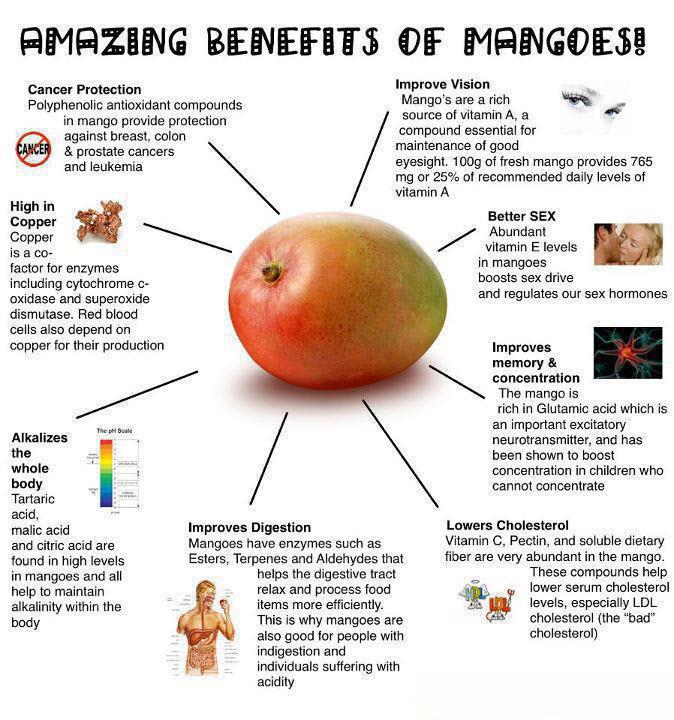 AMAZING BENEFITS OF MANGOES!
Cancer Protection
Polyphenolic antioxidant compounds
in mango provide protection
against breast, colon
& prostate cancers
and leukemia
CANCER
Improve Vision
Mango's are a rich
source of vitamin A, a
compound essential for
maintenance of good
eyesight. 100g of fresh mango provides 765
mg or 25% of recommended daily levels of
vitamin A
High in
Copper
Copper
is a co-
factor for enzymes
including cytochrome c-
oxidase and superoxide
dismutase. Red blood
cells also depend on
copper for their production
Better SEX
Abundant
vitamin E levels
in mangoes
boosts sex drive
and regulates our sex hormones
Improves
memory &
concentration
The mango is
rich in Glutamic acid which is
an important excitatory
neurotransmitter, and has
been shown to boost
concentration in children who
cannot concentrate
Alkalizes
the
whole
body
Tartaric
acid,
malic acid
and citric acid are
found in high levels
in mangoes and all
help to maintain
alkalinity within the
body
The pH Scale
Improves Digestion
Mangoes have enzymes such as
Esters, Terpenes and Aldehydes that
helps the digestive tract
relax and process food
items more efficiently.
This is why mangoes are
also good for people with
indigestion and
individuals suffering with
acidity
Lowers Cholesterol
Vitamin C, Pectin, and soluble dietary
fiber are very abundant in the mango.
These compounds help
lower serum cholesterol
levels, especially LDL
cholesterol (the “bad”
cholesterol)
HDL
LDL